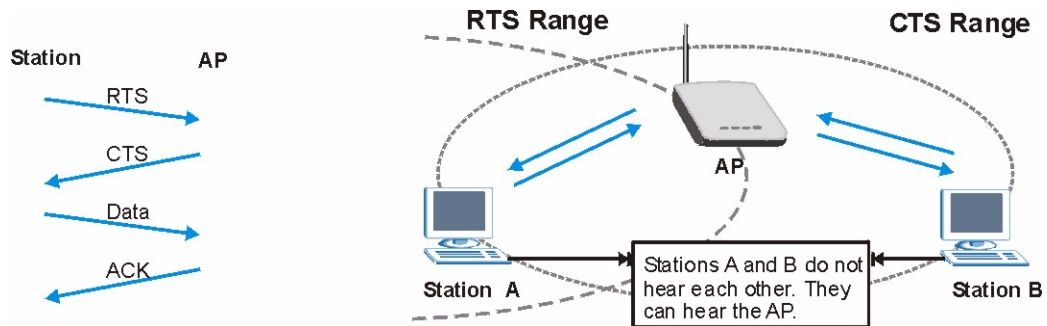 Station
AP
RTS
CTS
Data
ACK
RTS Range
CTS Range
AP
Station A
Stations A and B do not
hear each other. They
can hear the AP.
Station B